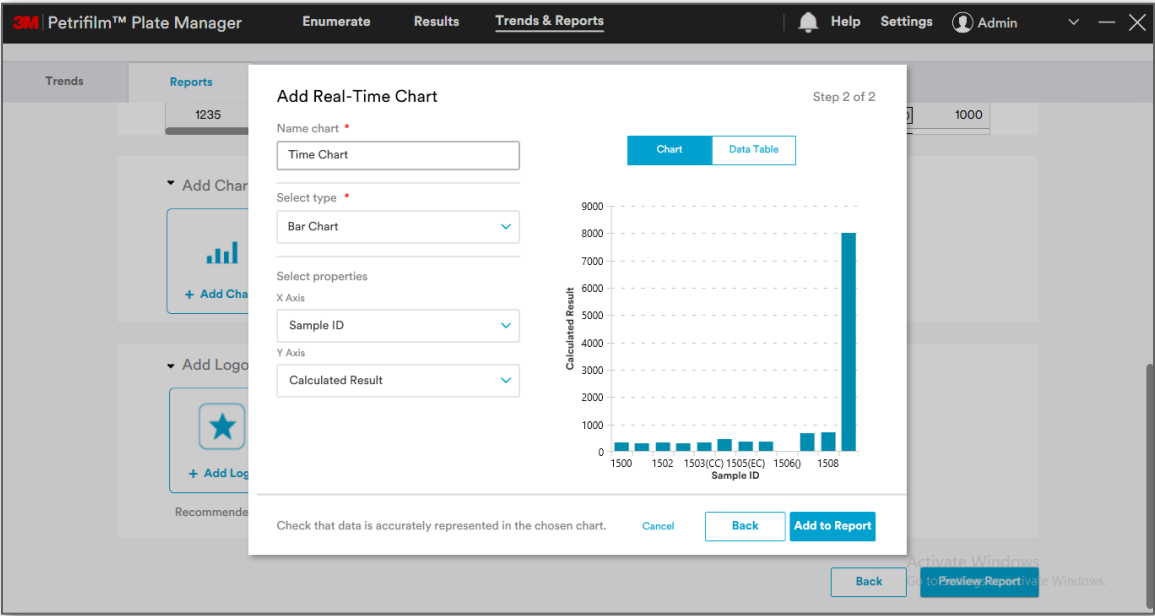 3M Petrifilm™ Plate Manager Enumerate Results Trends & Reports Help Settings Admin
Trends Reports
1235 1000
Add Real-Time Chart Step 2 of 2
Name chart *
Time Chart
Chart Data Table
Add Char
Select type *
Bar Chart
+ Add Cha
Select properties
X Axis
Sample ID
Y Axis
Calculated Result
Add Logo
+ Add Log
Recommende
9000
8000
7000
6000
5000
4000
3000
2000
1000
0
Calculated Result
1500 1502 1503(CC) 1505(EC) 1506() 1508
Sample ID
Check that data is accurately represented in the chosen chart. Cancel Back Add to Report
Activate Windows
Back Preview Report